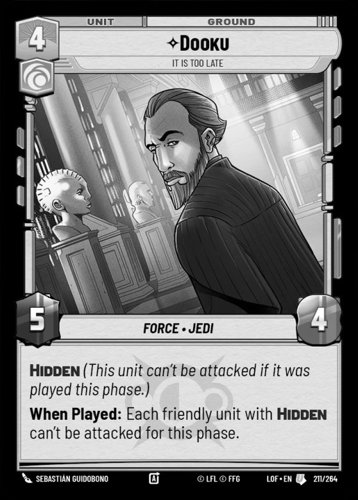 UNIT
GROUND
4
✧DOOKU
IT IS TOO LATE
5
FORCE • JEDI
4
HIDDEN (This unit can't be attacked if it was
played this phase.)
When Played: Each friendly unit with HIDDEN
can't be attacked for this phase.
SEBASTIÁN GUIDOBONO
© LFL © FFG
LOF • EN
211/264